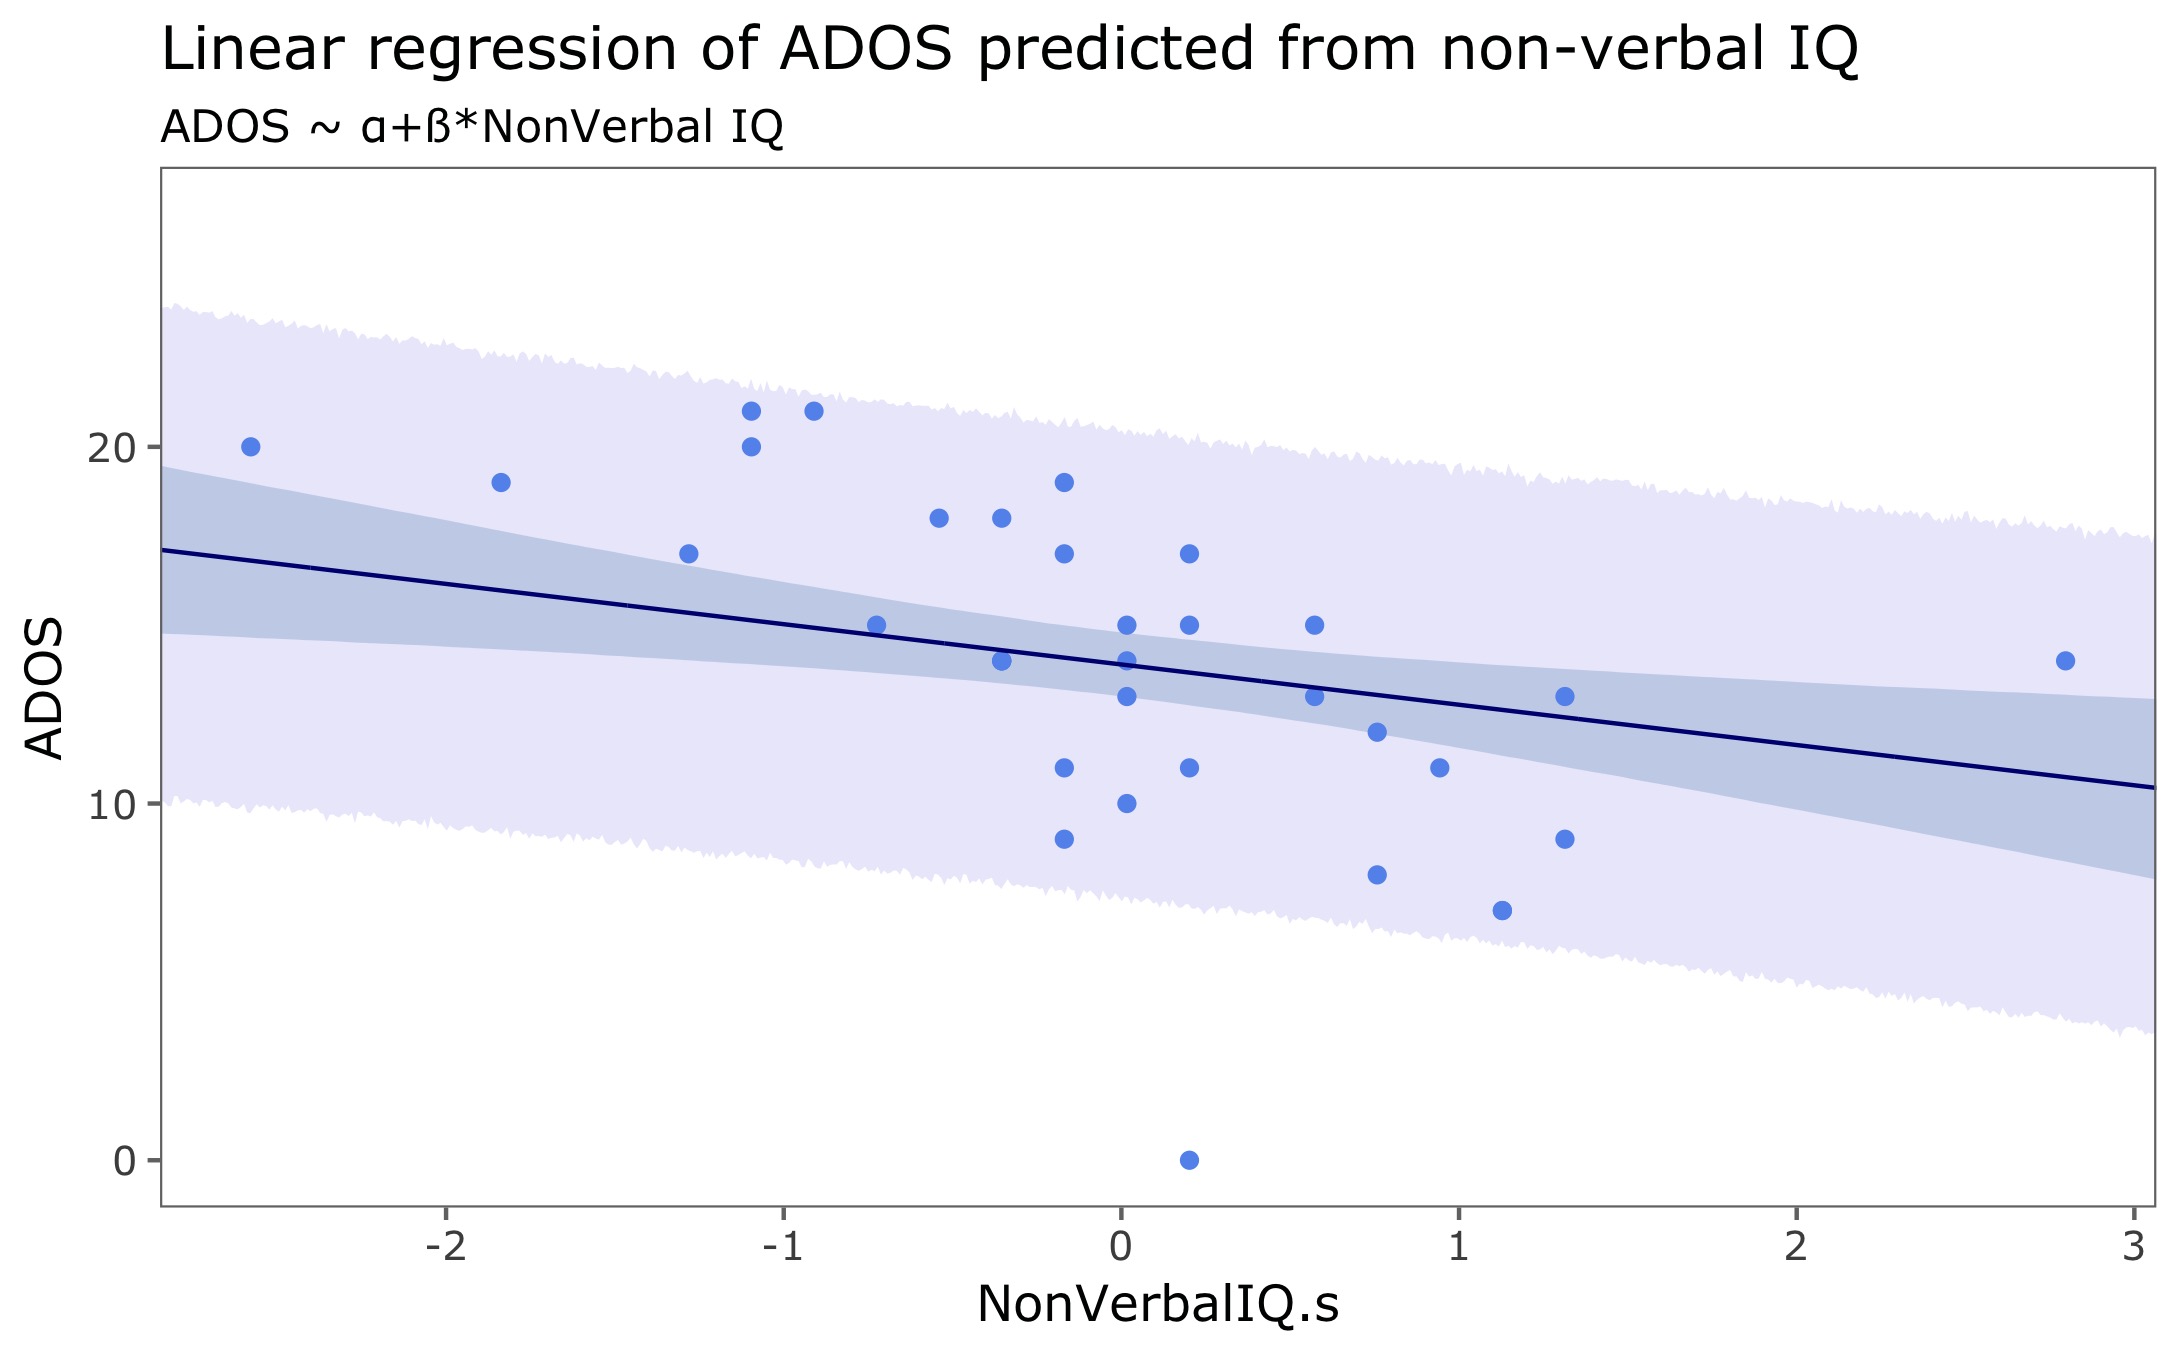 Linear regression of ADOS predicted from non-verbal IQ
ADOS ~ α+ß*NonVerbal IQ
ADOS
20
10
0
-2 -1 0 1 2 3
NonVerbalIQ.s